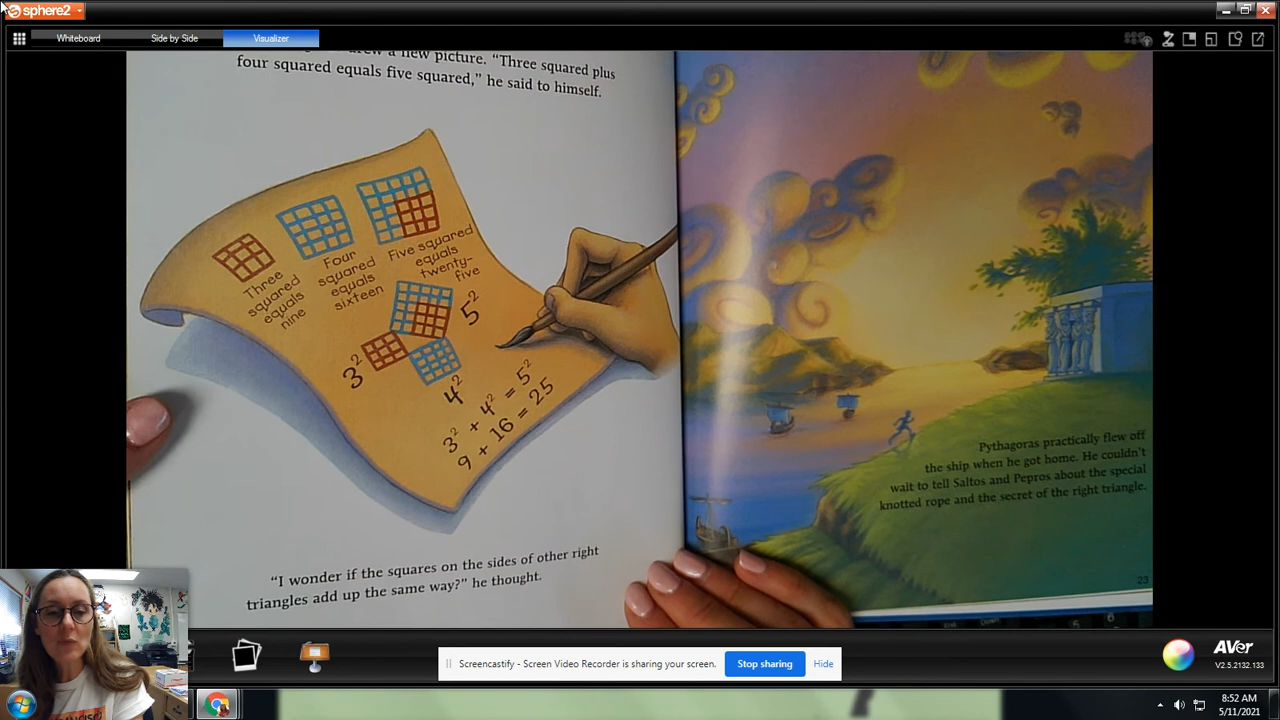 sphere2
Whiteboard
Side by Side
Visualizer
new picture. “Three squared plus
four squared equals five squared,” he said to himself.
Three
squared
equals
nine
Four
squared
equals
sixteen
Five squared
equals
twenty-
five
5²
3²
4²
3² + 4² = 5²
9 + 16 = 25
“I wonder if the squares on the sides of other right
triangles add up the same way?” he thought.
Pythagoras practically flew off
the ship when he got home. He couldn’t
wait to tell Saltos and Pepros about the special
knotted rope and the secret of the right triangle.
23
Screencastify - Screen Video Recorder is sharing your screen.
Stop sharing
Hide
AVer
V2.5.2132.133
8:52 AM
5/11/2021